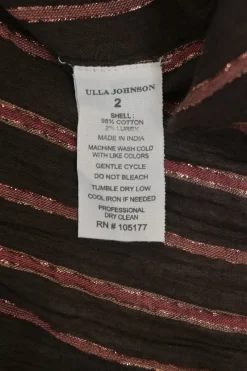 ULLA JOHNSON
2
SHELL:
98% COTTON
2% LUREX
MADE IN INDIA
MACHINE WASH COLD
WITH LIKE COLORS
GENTLE CYCLE
DO NOT BLEACH
TUMBLE DRY LOW
COOL IRON IF NEEDED
PROFESSIONAL
DRY CLEAN
RN # 105177